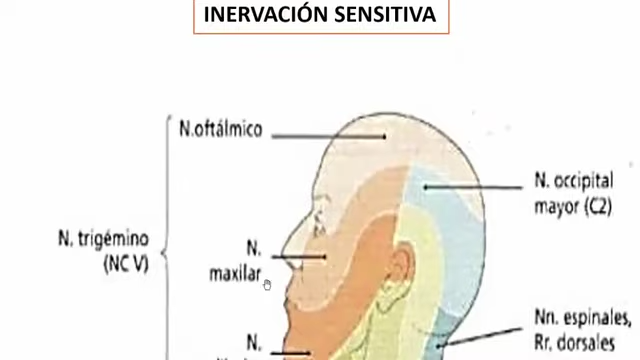 INERVACIÓN SENSITIVA
N.oftálmico
N. occipital
mayor (C2)
N. trigémino
(NC V)
N.
maxilar
Nn. espinales,
Rr. dorsales
N.